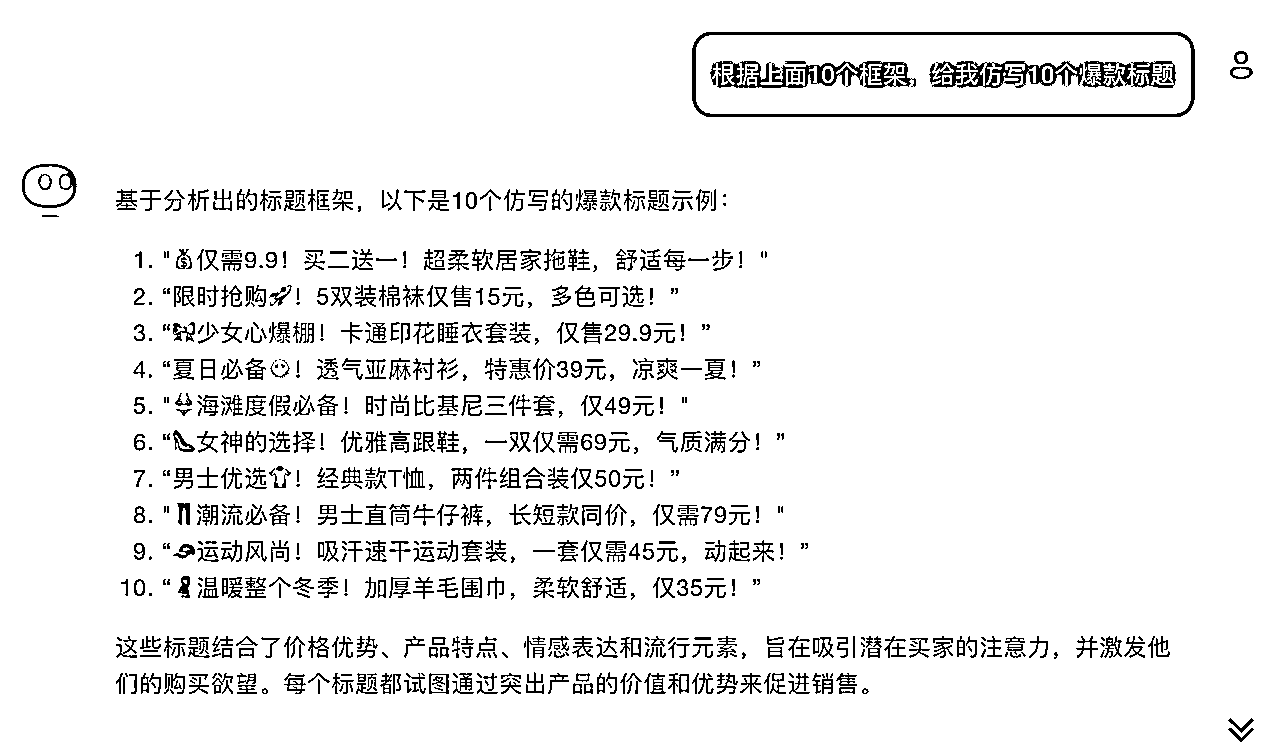 根据上面10个框架，给我仿写10个爆款标题
基于分析出的标题框架，以下是10个仿写的爆款标题示例：
1. "💰仅需9.9！买二送一！超柔软居家拖鞋，舒适每一步！"
2. “限时抢购🚀！5双装棉袜仅售15元，多色可选！”
3. “🎀少女心爆棚！卡通印花睡衣套装，仅售29.9元！”
4. “夏日必备😊！透气亚麻衬衫，特惠价39元，凉爽一夏！”
5. "👙海滩度假必备！时尚比基尼三件套，仅49元！"
6. “👠女神的选择！优雅高跟鞋，一双仅需69元，气质满分！”
7. “男士优选👕！经典款T恤，两件组合装仅50元！”
8. "👖潮流必备！男士直筒牛仔裤，长短款同价，仅需79元！"
9. “🧢运动风尚！吸汗速干运动套装，一套仅需45元，动起来！”
10. “🧣温暖整个冬季！加厚羊毛围巾，柔软舒适，仅35元！”
这些标题结合了价格优势、产品特点、情感表达和流行元素，旨在吸引潜在买家的注意力，并激发他
们的购买欲望。每个标题都试图通过突出产品的价值和优势来促进销售。